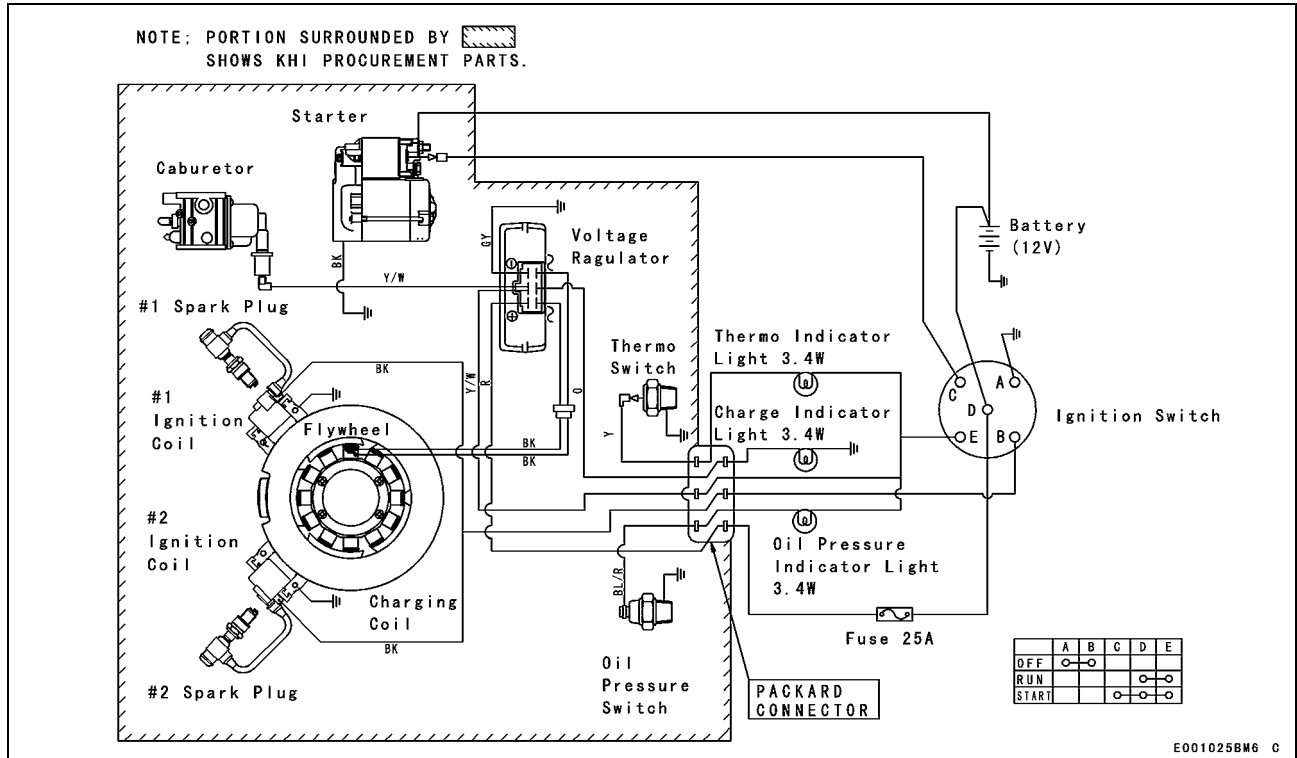 NOTE; PORTION SURROUNDED BY
SHOWS KHI PROCUREMENT PARTS.
Starter
Caburetor
BK
Y/W
GY
Voltage
Ragulator
Battery
(12V)
#1 Spark Plug
BK
#1
Ignition
Coil
Flywheel
Y/W
R
O
BK
BK
Thermo
Switch
Y
Thermo Indicator
Light 3.4W
Charge Indicator
Light 3.4W
C
A
D
E
B
Ignition Switch
#2
Ignition
Coil
Charging
Coil
BK
#2 Spark Plug
BL/R
Oil
Pressure
Switch
Oil Pressure
Indicator Light
3.4W
Fuse 25A
PACKARD
CONNECTOR
A B C D E
OFF
RUN
START
E001025BM6 C